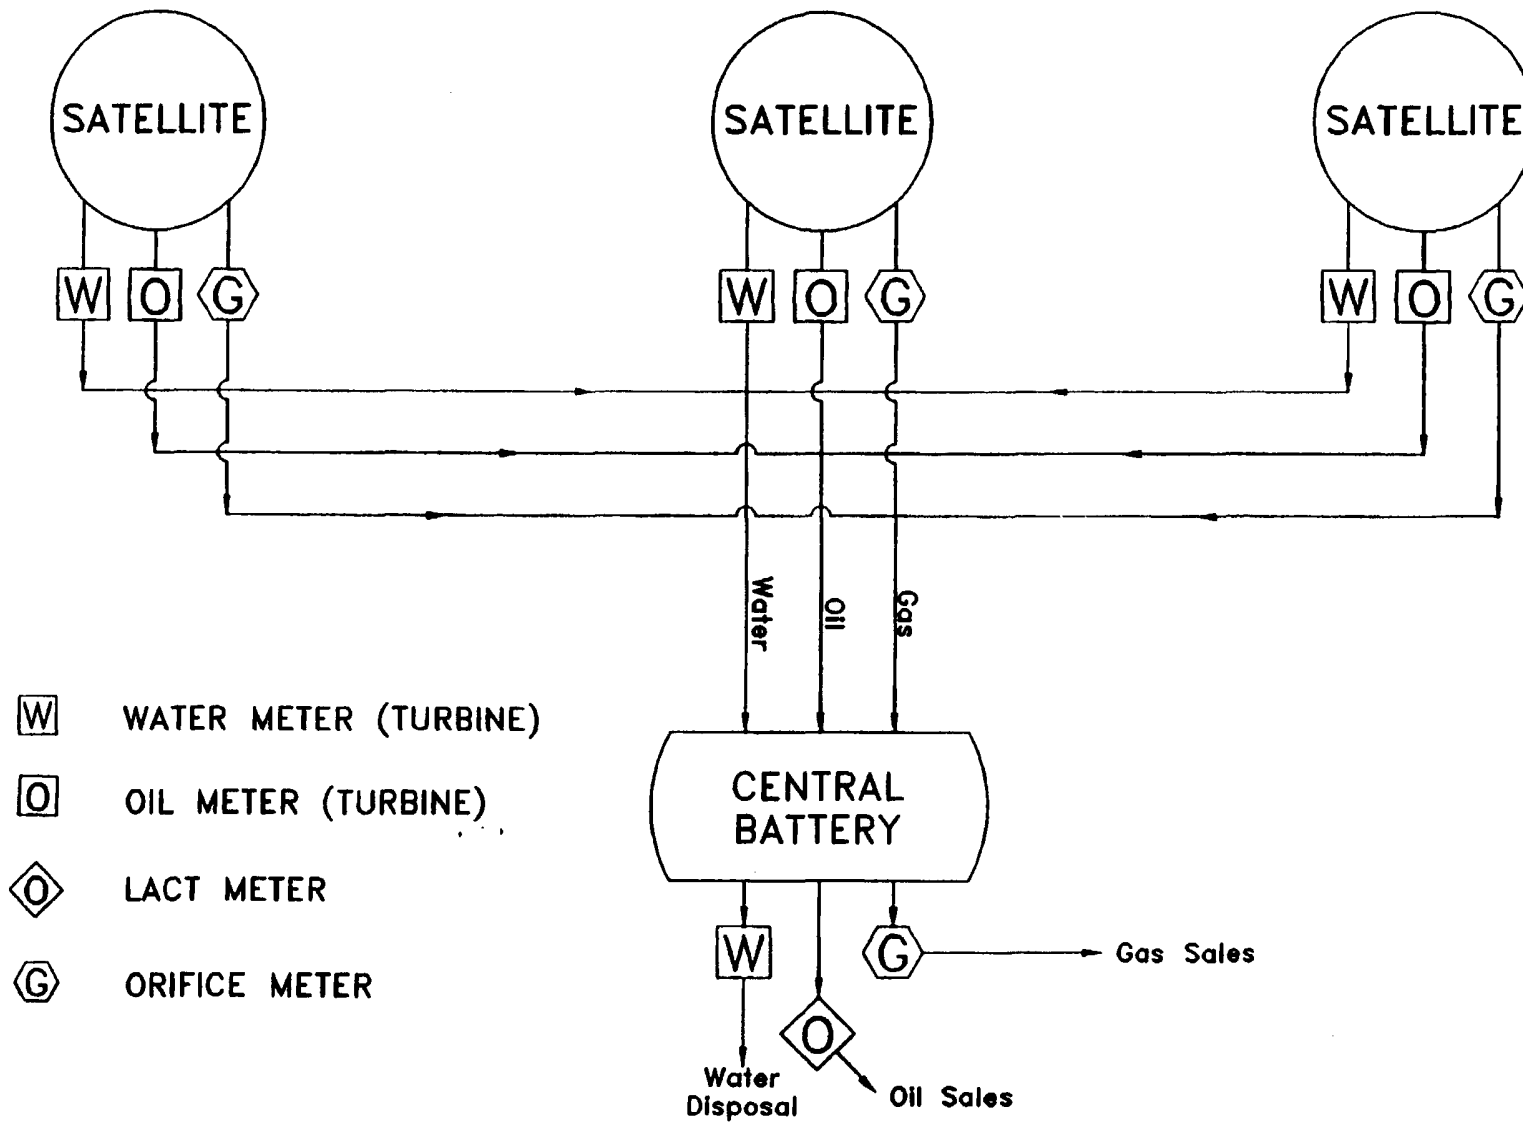 SATELLITE SATELLITE SATELLITE
W O G W O G W O G
Water Oil Gas
W WATER METER (TURBINE)
O OIL METER (TURBINE)
O LACT METER
G ORIFICE METER
CENTRAL
BATTERY
W G Gas Sales
O
Water
Disposal
Oil Sales